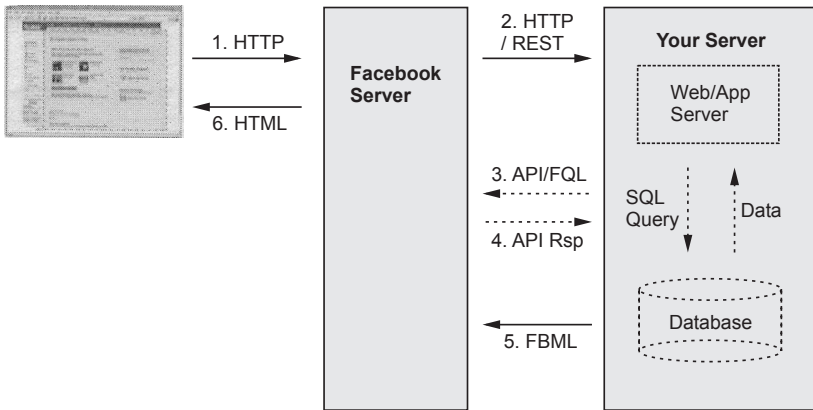 1. HTTP
6. HTML
Facebook
Server
2. HTTP
/ REST
3. API/FQL
4. API Rsp
5. FBML
Your Server
Web/App
Server
SQL
Query
Data
Database